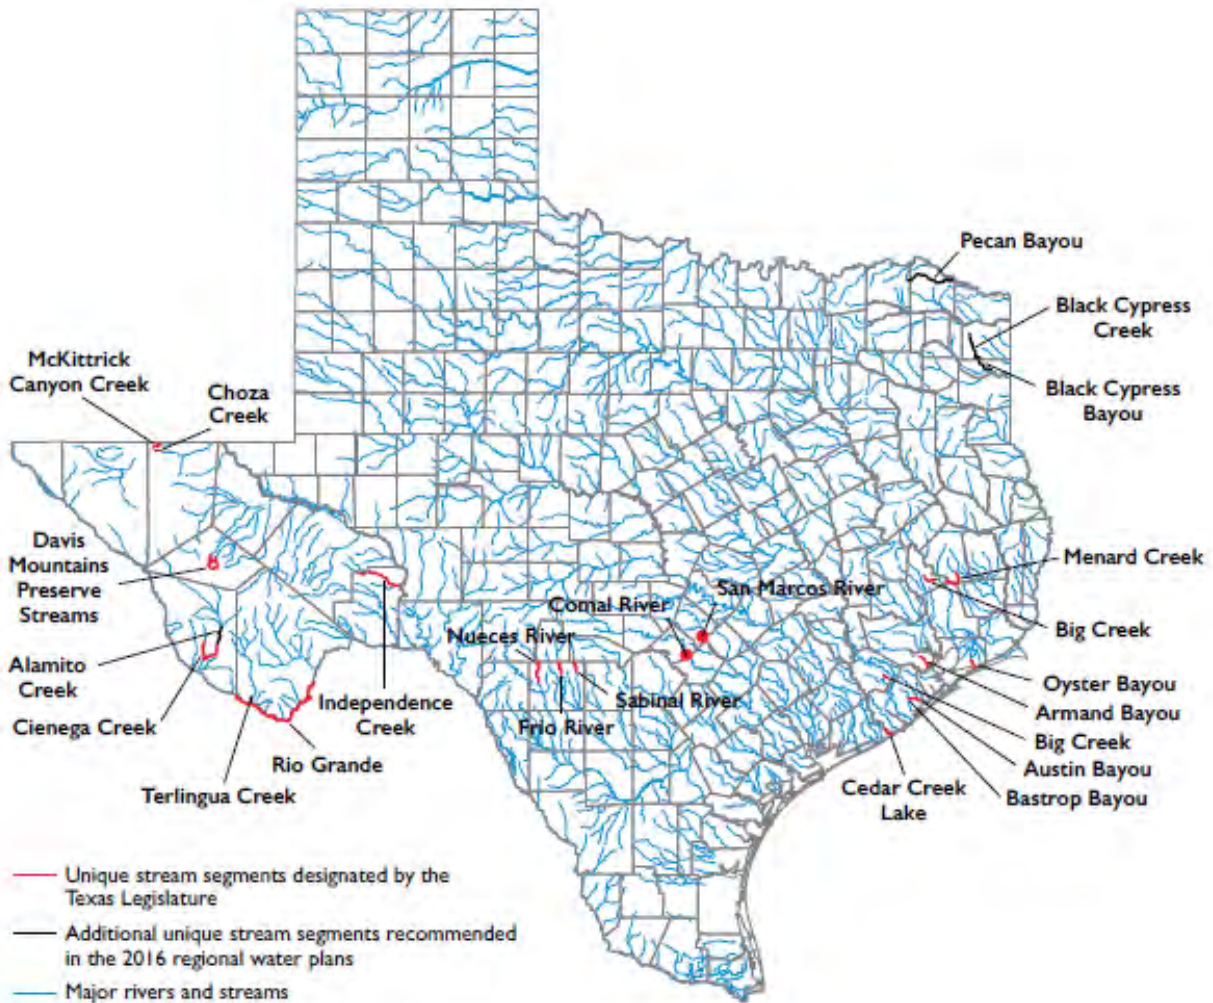 Pecan Bayou
Black Cypress
Creek
McKittrick
Canyon Creek
Choza
Creek
Black Cypress
Bayou
Davis
Mountains
Preserve
Streams
Menard Creek
San Marcos River
Comal River
Nueces River
Big Creek
Alamito
Creek
Oyster Bayou
Independence
Creek
Sabinal River
Armand Bayou
Cienega Creek
Frio River
Big Creek
Rio Grande
Austin Bayou
Terlingua Creek
Cedar Creek
Lake
Bastrop Bayou
Unique stream segments designated by the
Texas Legislature
Additional unique stream segments recommended
in the 2016 regional water plans
Major rivers and streams